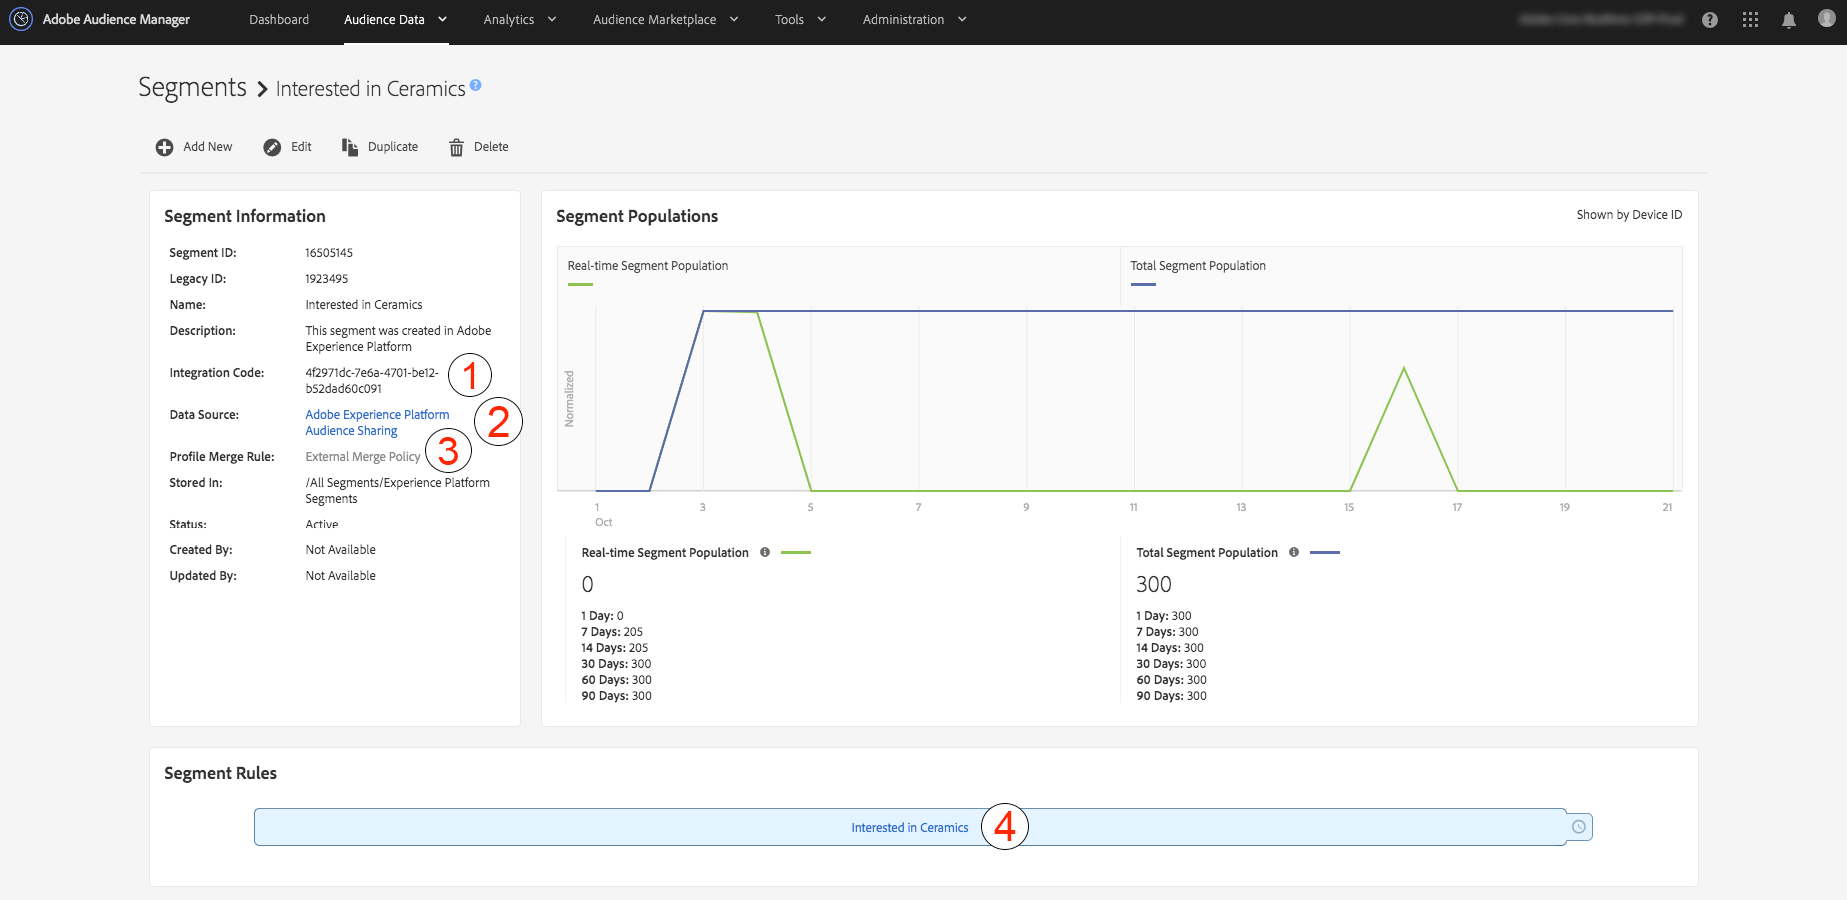 Adobe Audience Manager
Dashboard
Audience Data
Analytics
Audience Marketplace
Tools
Administration
?
Segments
Interested in Ceramics
?
Add New
Edit
Duplicate
Delete
Segment Information
Segment ID: 16505145
Legacy ID: 1923495
Name: Interested in Ceramics
Description: This segment was created in Adobe
Experience Platform
Integration Code: 4f2971dc-7e6a-4701-be12-
b52dad60c091
1
Data Source: Adobe Experience Platform
Audience Sharing
2
Profile Merge Rule: External Merge Policy
3
Stored In: /All Segments/Experience Platform
Segments
Status: Active
Created By: Not Available
Updated By: Not Available
Segment Populations
Shown by Device ID
Real-time Segment Population
Total Segment Population
Normalized
1 3 5 7 9 11 13 15 17 19 21
Oct
Real-time Segment Population
0
1 Day: 0
7 Days: 205
14 Days: 205
30 Days: 300
60 Days: 300
90 Days: 300
Total Segment Population
300
1 Day: 300
7 Days: 300
14 Days: 300
30 Days: 300
60 Days: 300
90 Days: 300
Segment Rules
Interested in Ceramics
4